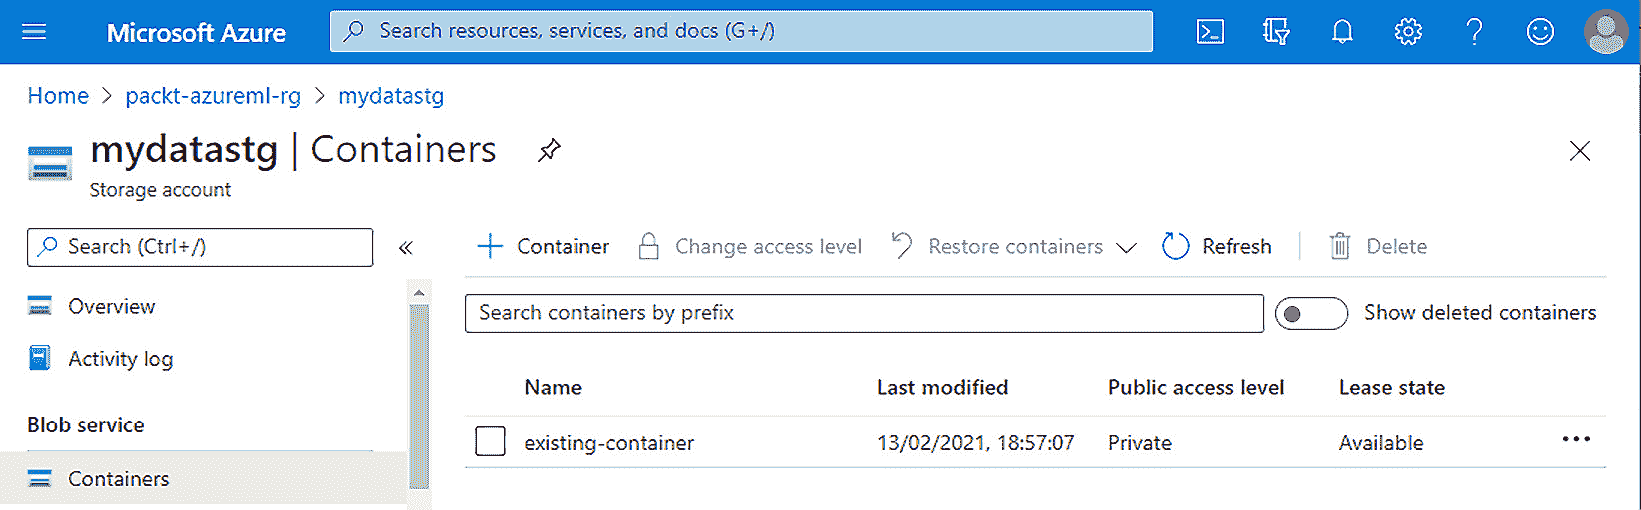 Microsoft Azure
Search resources, services, and docs (G+/)
Home > packt-azureml-rg > mydatastg
mydatastg | Containers
Storage account
Search (Ctrl+/)
«
Container
Change access level
Restore containers
Refresh
Delete
Overview
Activity log
Blob service
Containers
Search containers by prefix
Show deleted containers
Name Last modified Public access level Lease state
existing-container 13/02/2021, 18:57:07 Private Available